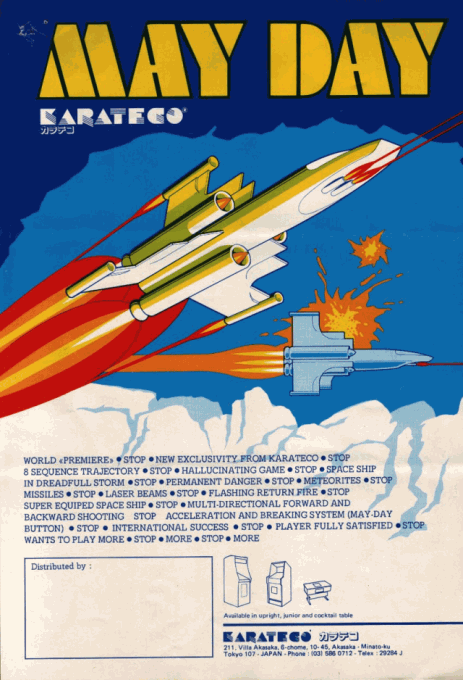 MAY DAY
KARATECO
カラテコ
WORLD «PREMIERE» ● STOP ● NEW EXCLUSIVITY FROM KARATECO ● STOP
8 SEQUENCE TRAJECTORY ● STOP ● HALLUCINATING GAME ● STOP ● SPACE SHIP
IN DREADFULL STORM ● STOP ● PERMANENT DANGER ● STOP ● METEORITES ● STOP
MISSILES ● STOP ● LASER BEAMS ● STOP ● FLASHING RETURN FIRE ● STOP
SUPER EQUIPED SPACE SHIP ● STOP ● MULTI-DIRECTIONAL FORWARD AND
BACKWARD SHOOTING STOP ACCELERATION AND BREAKING SYSTEM (MAY-DAY
BUTTON) ● STOP ● INTERNATIONAL SUCCESS ● STOP ● PLAYER FULLY SATISFIED ● STOP
WANTS TO PLAY MORE ● STOP ● MORE ● STOP ● MORE
Distributed by :
Available in upright, junior and cocktail table
KARATECO カラテコ
211, Villa Akasaka, 6-chome, 10-45, Akasaka - Minato-ku
Tokyo 107 - JAPAN - Phone : (03) 586 0712 - Telex : 29284 J